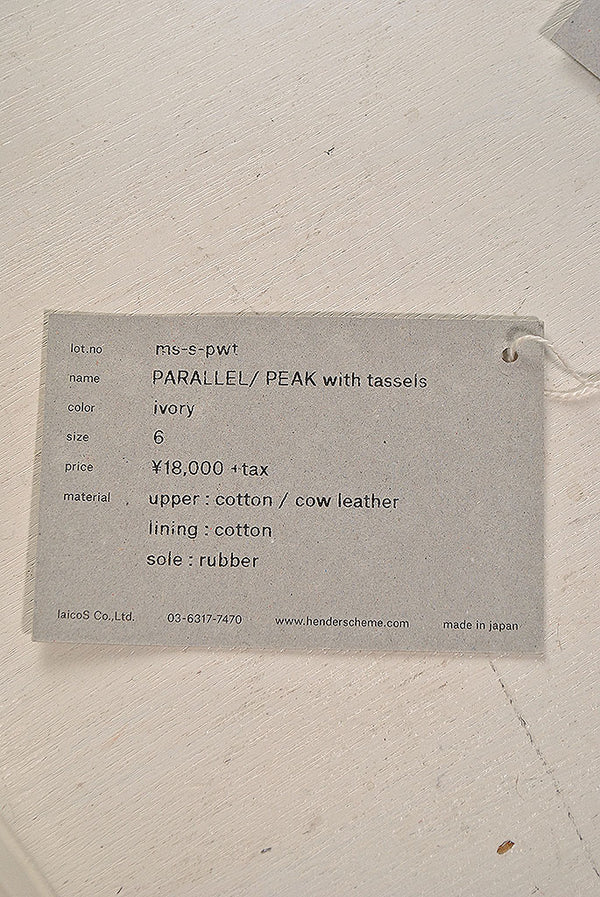 lot.no ms-s-pwt
name PARALLEL/ PEAK with tassels
color ivory
size 6
price ¥18,000 +tax
material upper : cotton / cow leather
lining : cotton
sole : rubber
laicoS Co.,Ltd. 03-6317-7470 www.henderscheme.com made in japan